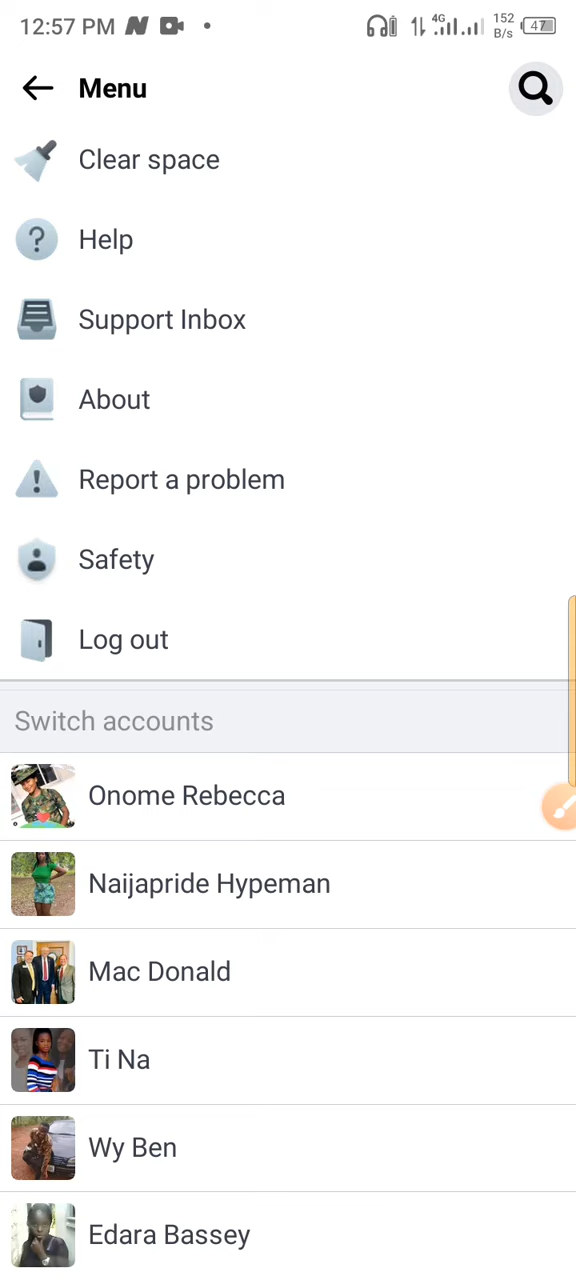 12:57 PM
4G
152
B/s
47
Menu
Clear space
Help
Support Inbox
About
Report a problem
Safety
Log out
Switch accounts
Onome Rebecca
Naijapride Hypeman
Mac Donald
Ti Na
Wy Ben
Edara Bassey